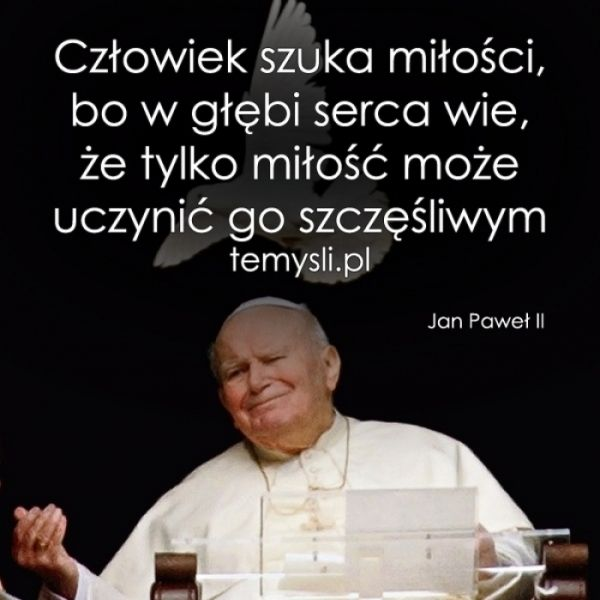 Człowiek szuka miłości,
bo w głębi serca wie,
że tylko miłość może
uczynić go szczęśliwym
temysli.pl
Jan Paweł II